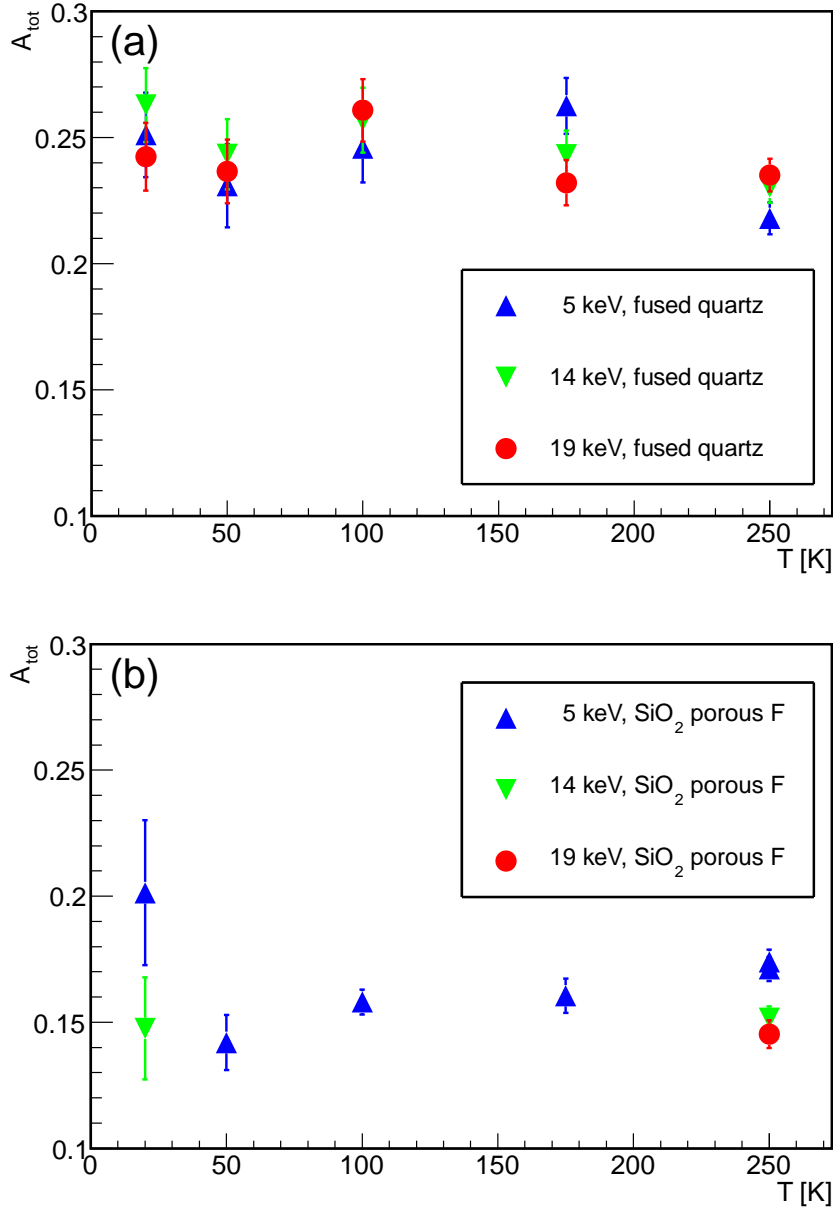 0.3
A_tot
(a)
0.25
0.2
5 keV, fused quartz
14 keV, fused quartz
0.15
19 keV, fused quartz
0.1
0 50 100 150 200 250
T [K]
0.3
A_tot
(b)
5 keV, SiO₂ porous F
0.25
14 keV, SiO₂ porous F
19 keV, SiO₂ porous F
0.2
0.15
0.1
0 50 100 150 200 250
T [K]